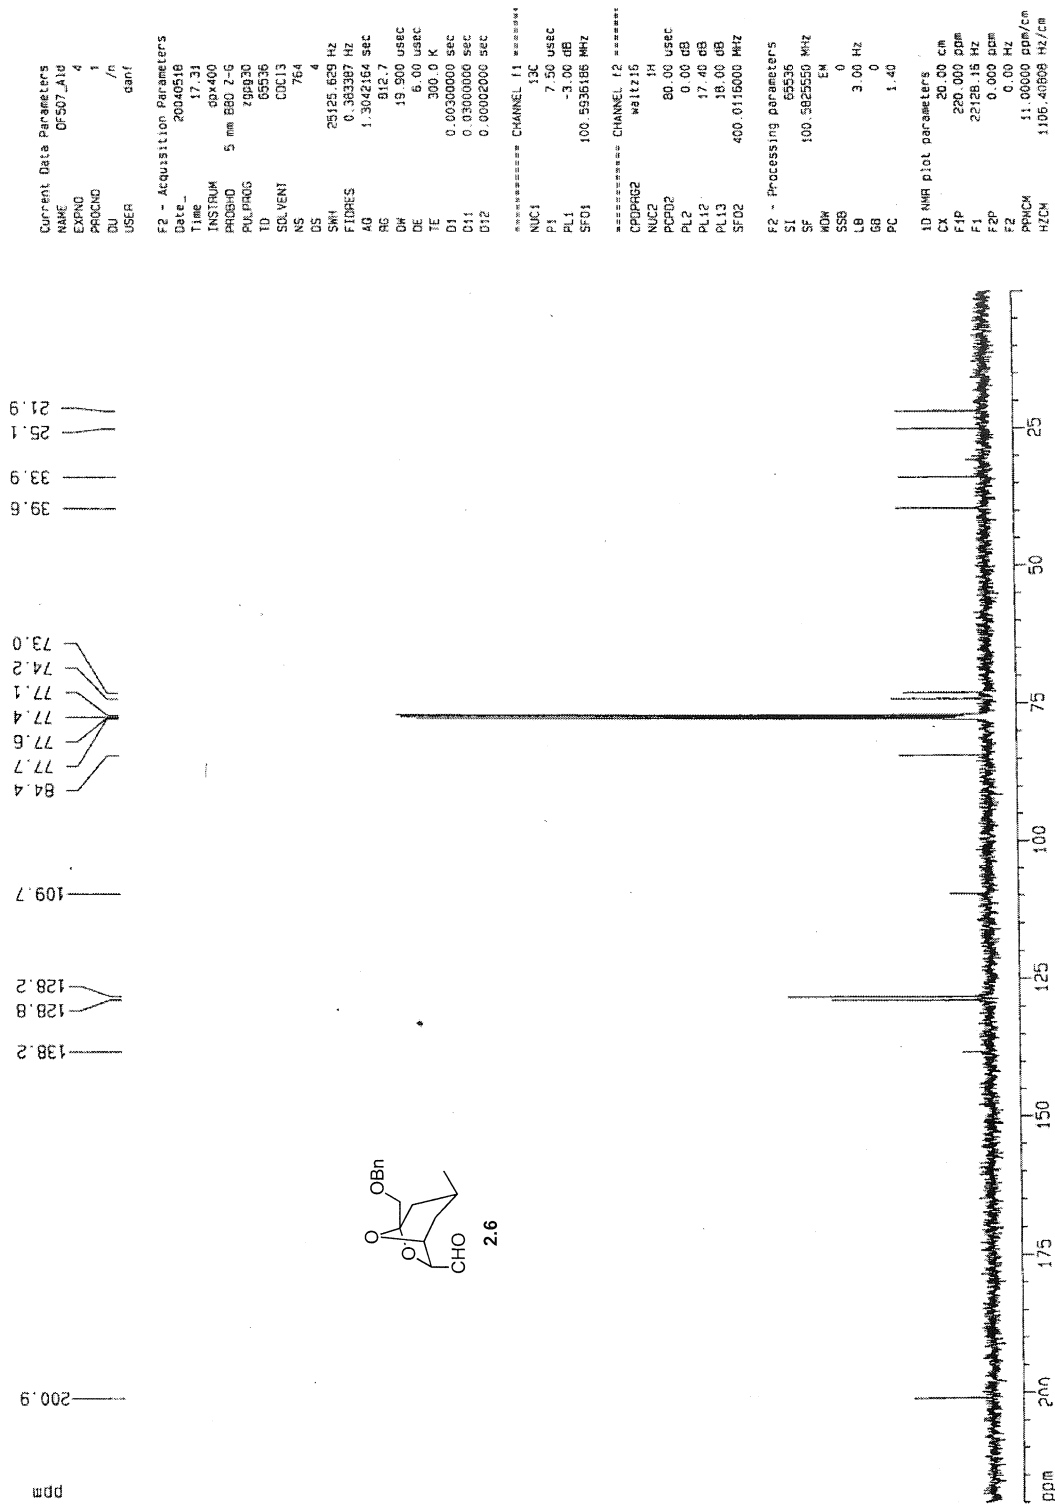 Current Data Parameters
NAME DF507_Ald
EXPNO 4
PROCNO 1
DU /n
USER danf
F2 - Acquisition Parameters
Date_ 20040518
Time 17.31
INSTRUM dpx400
PROBHD 5 mm BBO Z-G
PULPROG zgpg30
TD 65536
SOLVENT CDCl3
NS 764
DS 4
SWH 25125.629 Hz
FIDRES 0.383387 Hz
AQ 1.3042164 sec
RG 812.7
DW 19.900 usec
DE 6.00 usec
TE 300.0 K
D1 0.00300000 sec
D11 0.03000000 sec
D12 0.00002000 sec
======== CHANNEL f1 ========
NUC1 13C
P1 7.50 usec
PL1 -3.00 dB
SFO1 100.5936186 MHz
======== CHANNEL f2 ========
CPDPRG2 waltz16
NUC2 1H
PCPD2 80.00 usec
PL2 0.00 dB
PL12 17.40 dB
PL13 18.00 dB
SFO2 400.0116000 MHz
F2 - Processing parameters
SI 65536
SF 100.5825550 MHz
WDW EM
SSB 0
LB 3.00 Hz
GB 0
PC 1.40
1D NMR plot parameters
CX 20.00 cm
F1P 220.000 ppm
F1 22128.16 Hz
F2P 0.000 ppm
F2 0.00 Hz
PPMCM 11.00000 ppm/cm
HZCM 1106.40808 Hz/cm
ppm
200.9
138.2
128.8
128.2
109.7
84.4
77.7
77.6
77.4
77.1
74.2
73.0
39.6
33.9
25.1
21.9
OBn
O
O
CHO
2.6
ppm
200
175
150
125
100
75
50
25